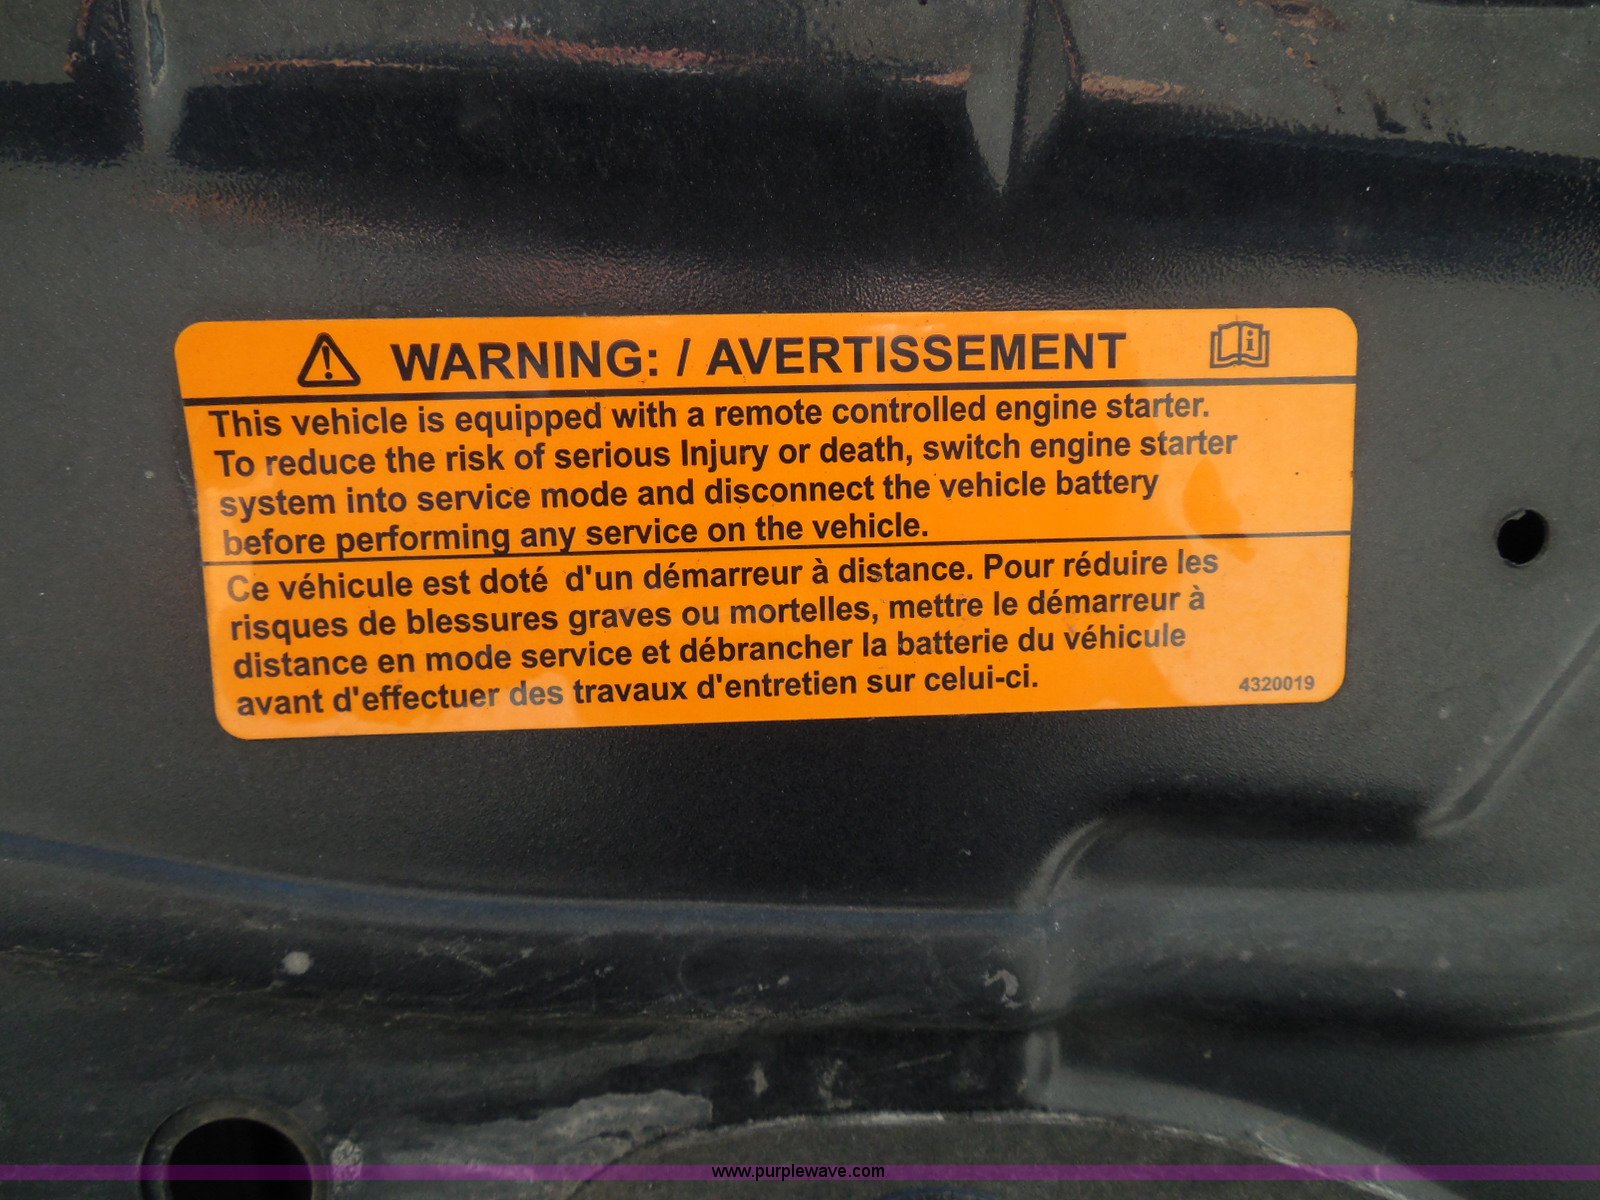 WARNING: / AVERTISSEMENT
This vehicle is equipped with a remote controlled engine starter.
To reduce the risk of serious Injury or death, switch engine starter
system into service mode and disconnect the vehicle battery
before performing any service on the vehicle.
Ce véhicule est doté d'un démarreur à distance. Pour réduire les
risques de blessures graves ou mortelles, mettre le démarreur à
distance en mode service et débrancher la batterie du véhicule
avant d'effectuer des travaux d'entretien sur celui-ci.
4320019
www.purplewave.com